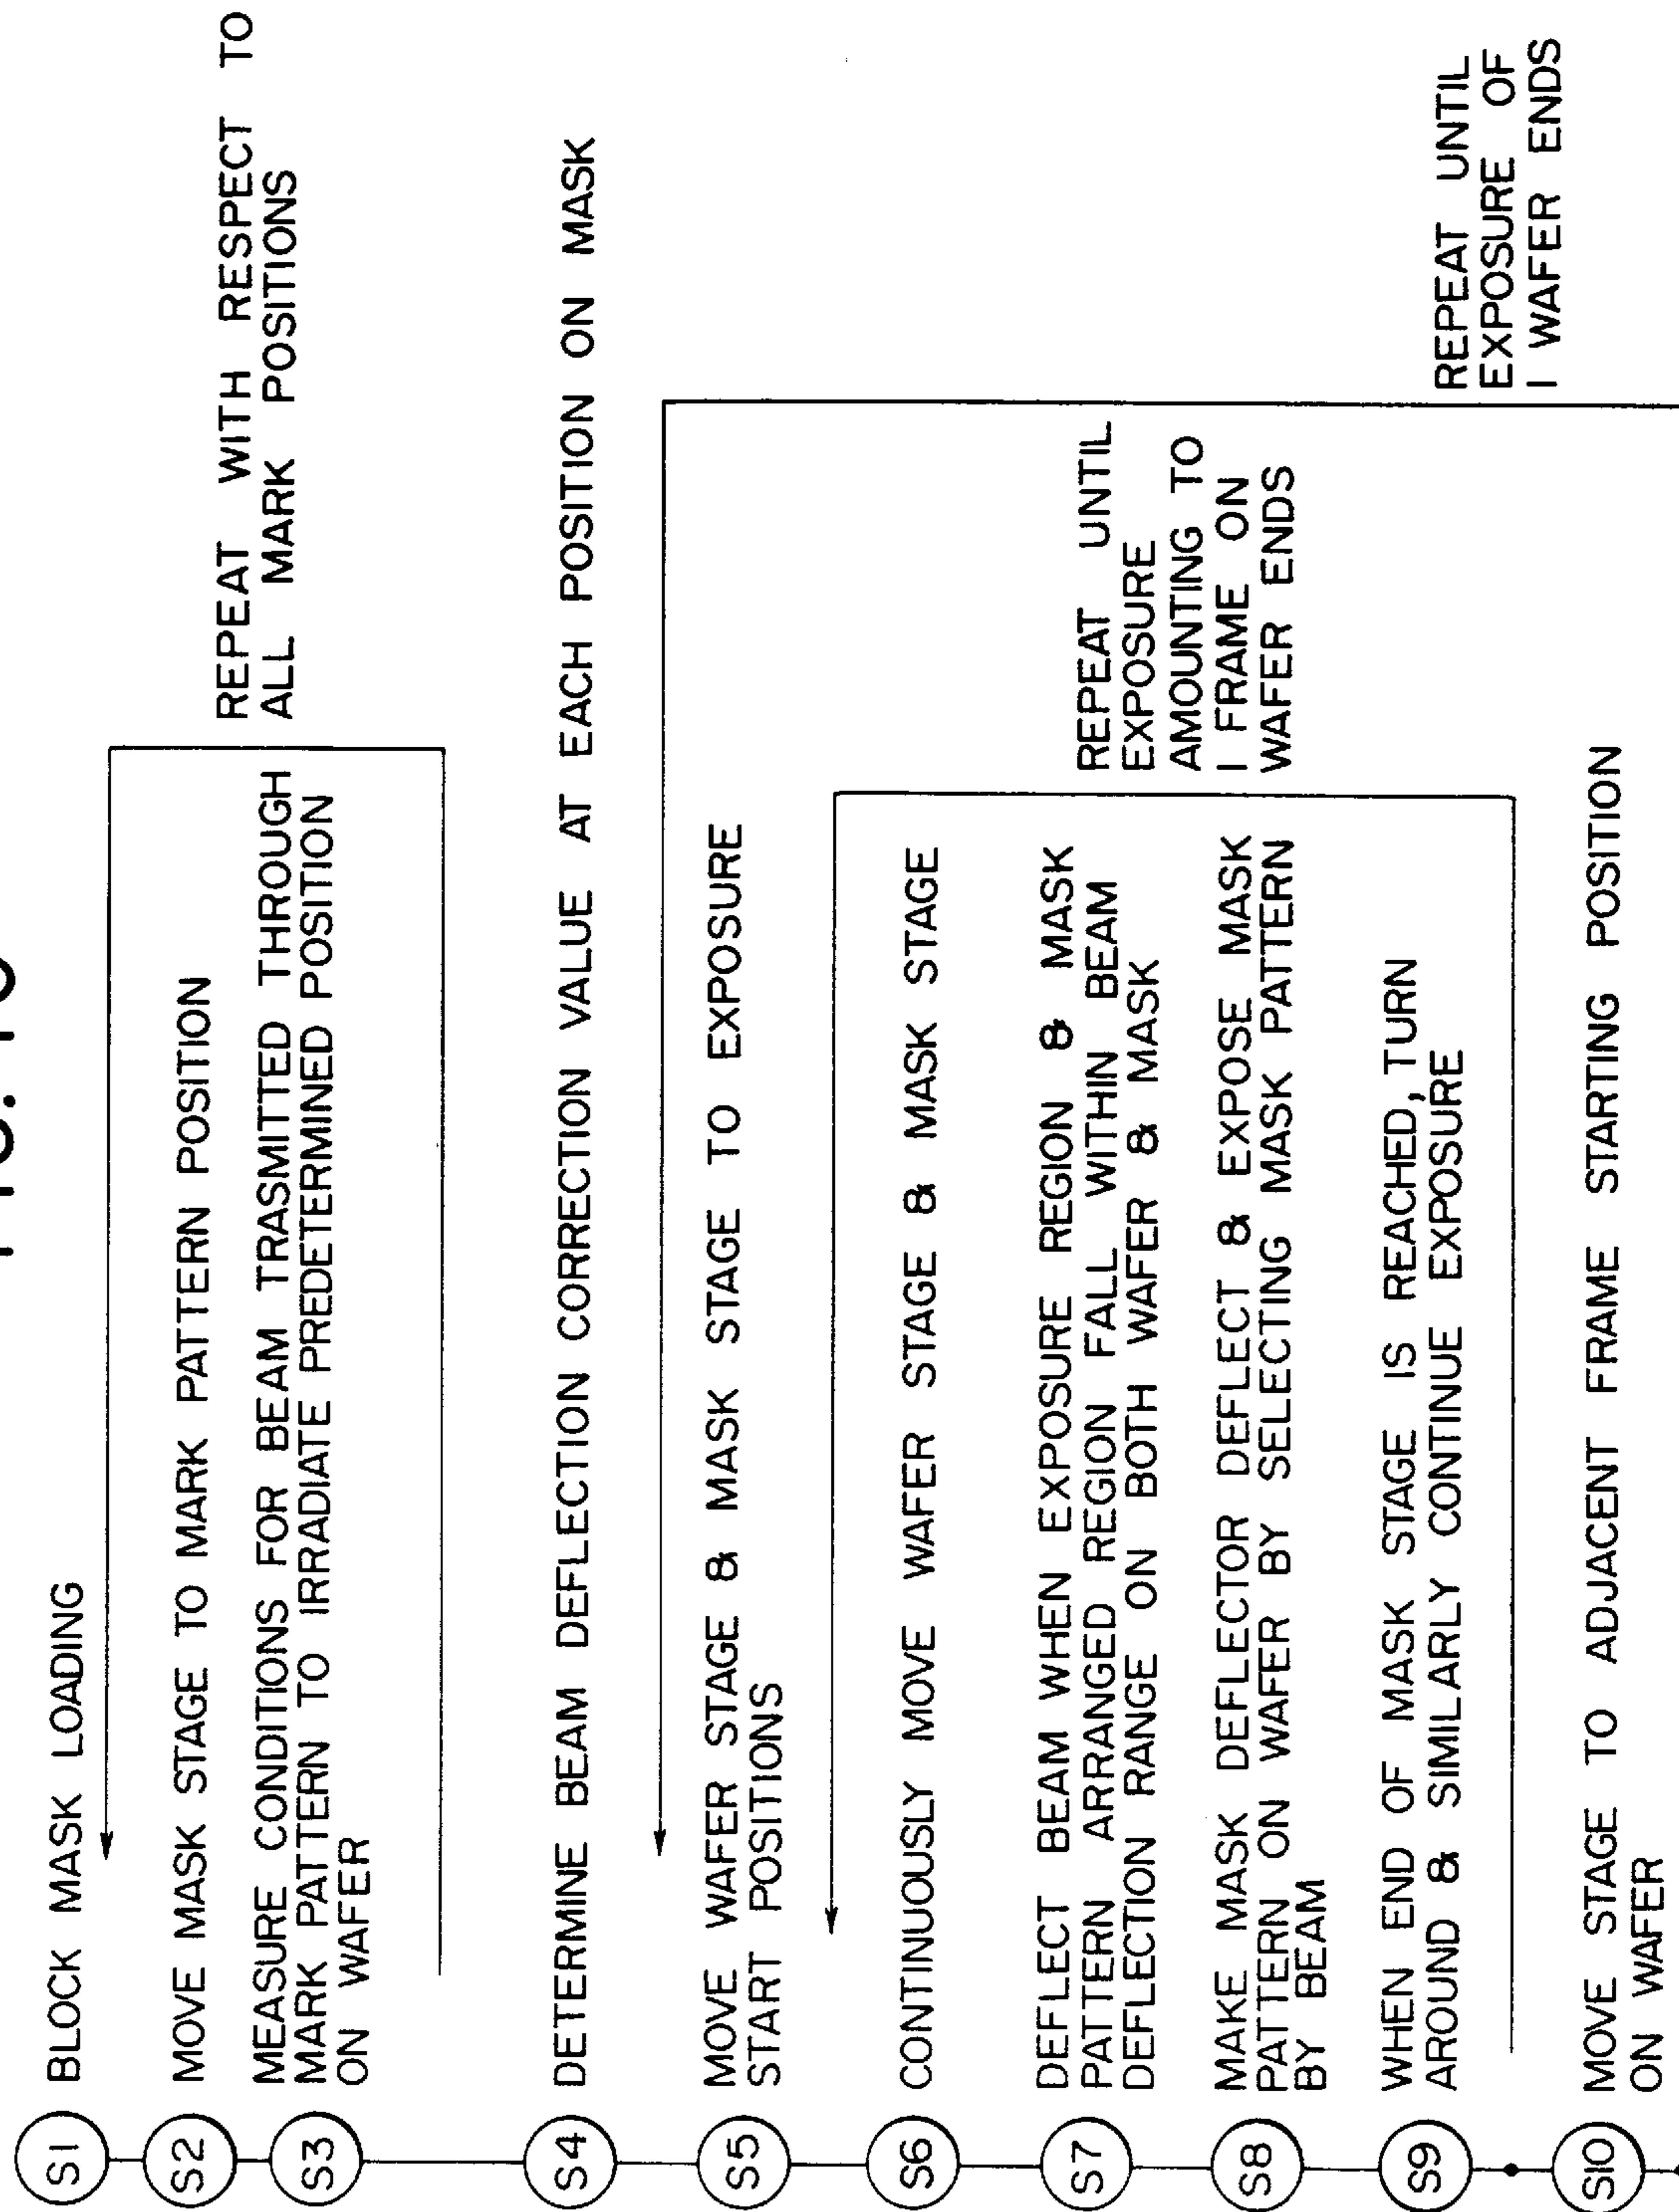 S1
BLOCK MASK LOADING
S2
MOVE MASK STAGE TO MARK PATTERN POSITION
S3
MEASURE CONDITIONS FOR BEAM TRASMITTED THROUGH
MARK PATTERN TO IRRADIATE PREDETERMINED POSITION
ON WAFER
REPEAT WITH RESPECT TO
ALL MARK POSITIONS
S4
DETERMINE BEAM DEFLECTION CORRECTION VALUE AT EACH POSITION ON MASK
S5
MOVE WAFER STAGE & MASK STAGE TO EXPOSURE
START POSITIONS
S6
CONTINUOUSLY MOVE WAFER STAGE & MASK STAGE
S7
DEFLECT BEAM WHEN EXPOSURE REGION & MASK
PATTERN ARRANGED REGION FALL WITHIN BEAM
DEFLECTION RANGE ON BOTH WAFER & MASK
S8
MAKE MASK DEFLECTOR DEFLECT & EXPOSE MASK
PATTERN ON WAFER BY SELECTING MASK PATTERN
BY BEAM
S9
WHEN END OF MASK STAGE IS REACHED, TURN
AROUND & SIMILARLY CONTINUE EXPOSURE
REPEAT UNTIL
EXPOSURE
AMOUNTING TO
1 FRAME ON
WAFER ENDS
S10
MOVE STAGE TO ADJACENT FRAME STARTING POSITION
ON WAFER
REPEAT UNTIL
EXPOSURE OF
1 WAFER ENDS